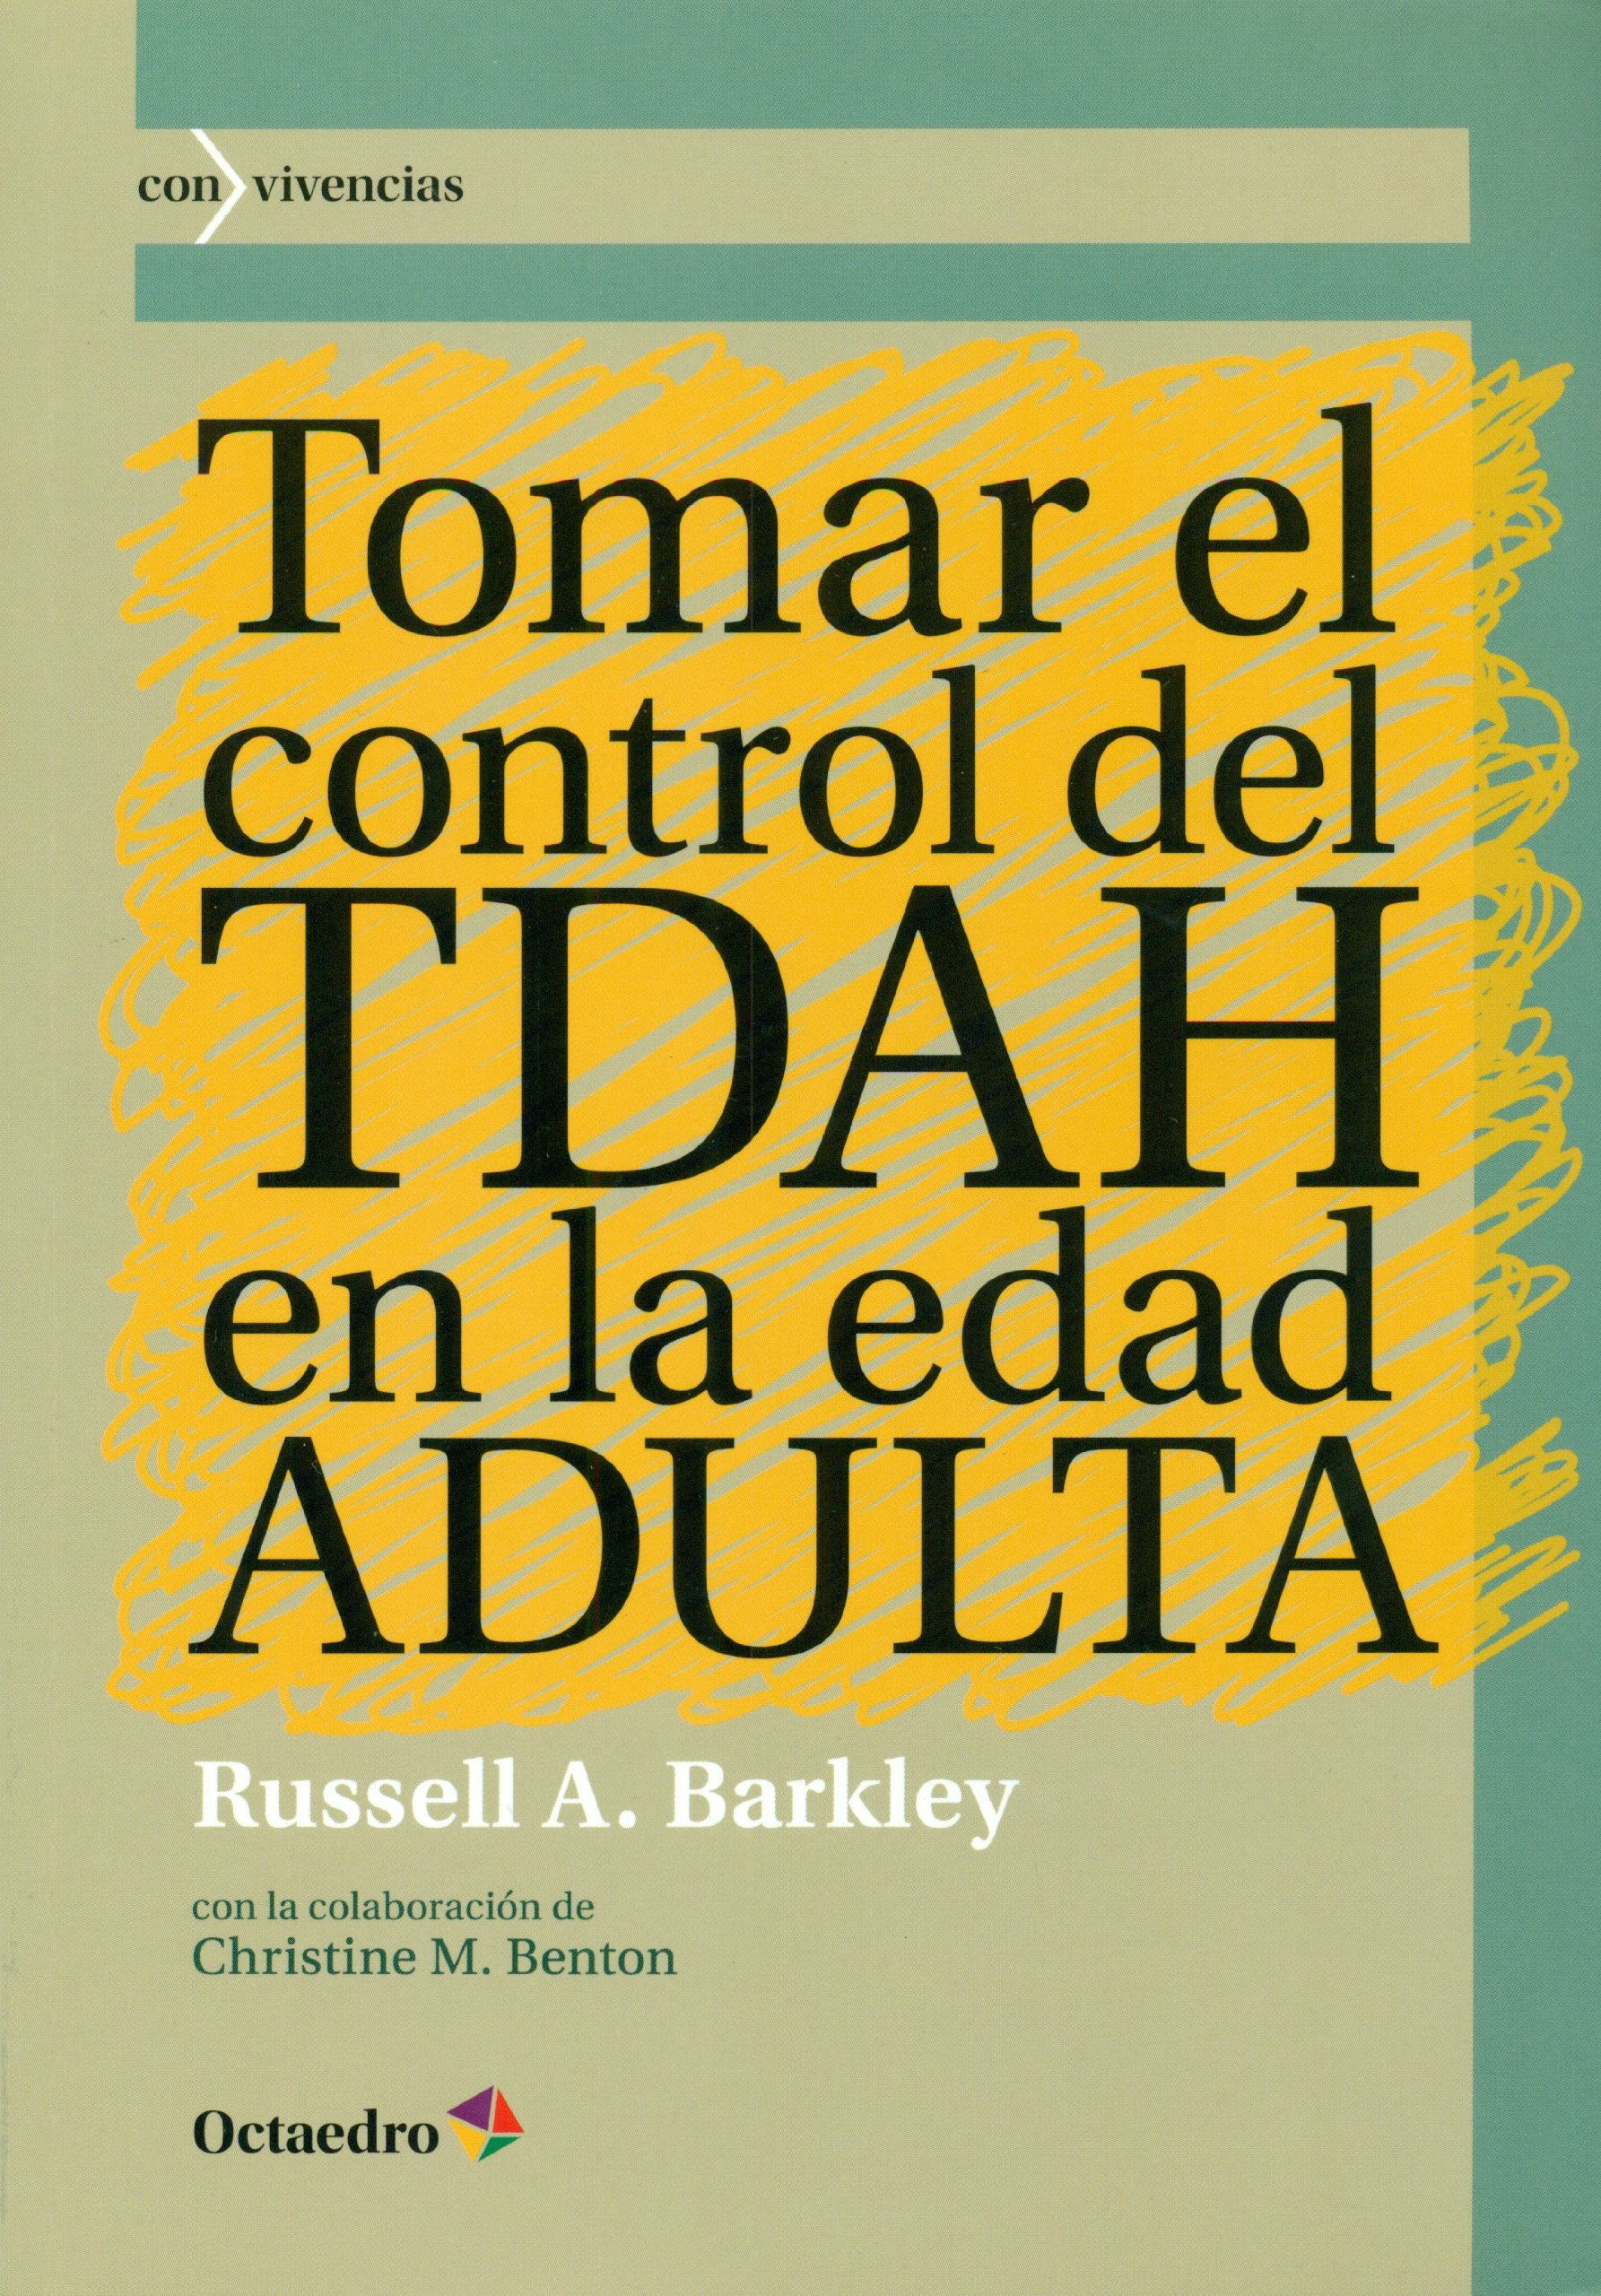 con vivencias
Tomar el
control del
TDAH
en la edad
ADULTA
Russell A. Barkley
con la colaboración de
Christine M. Benton
Octaedro